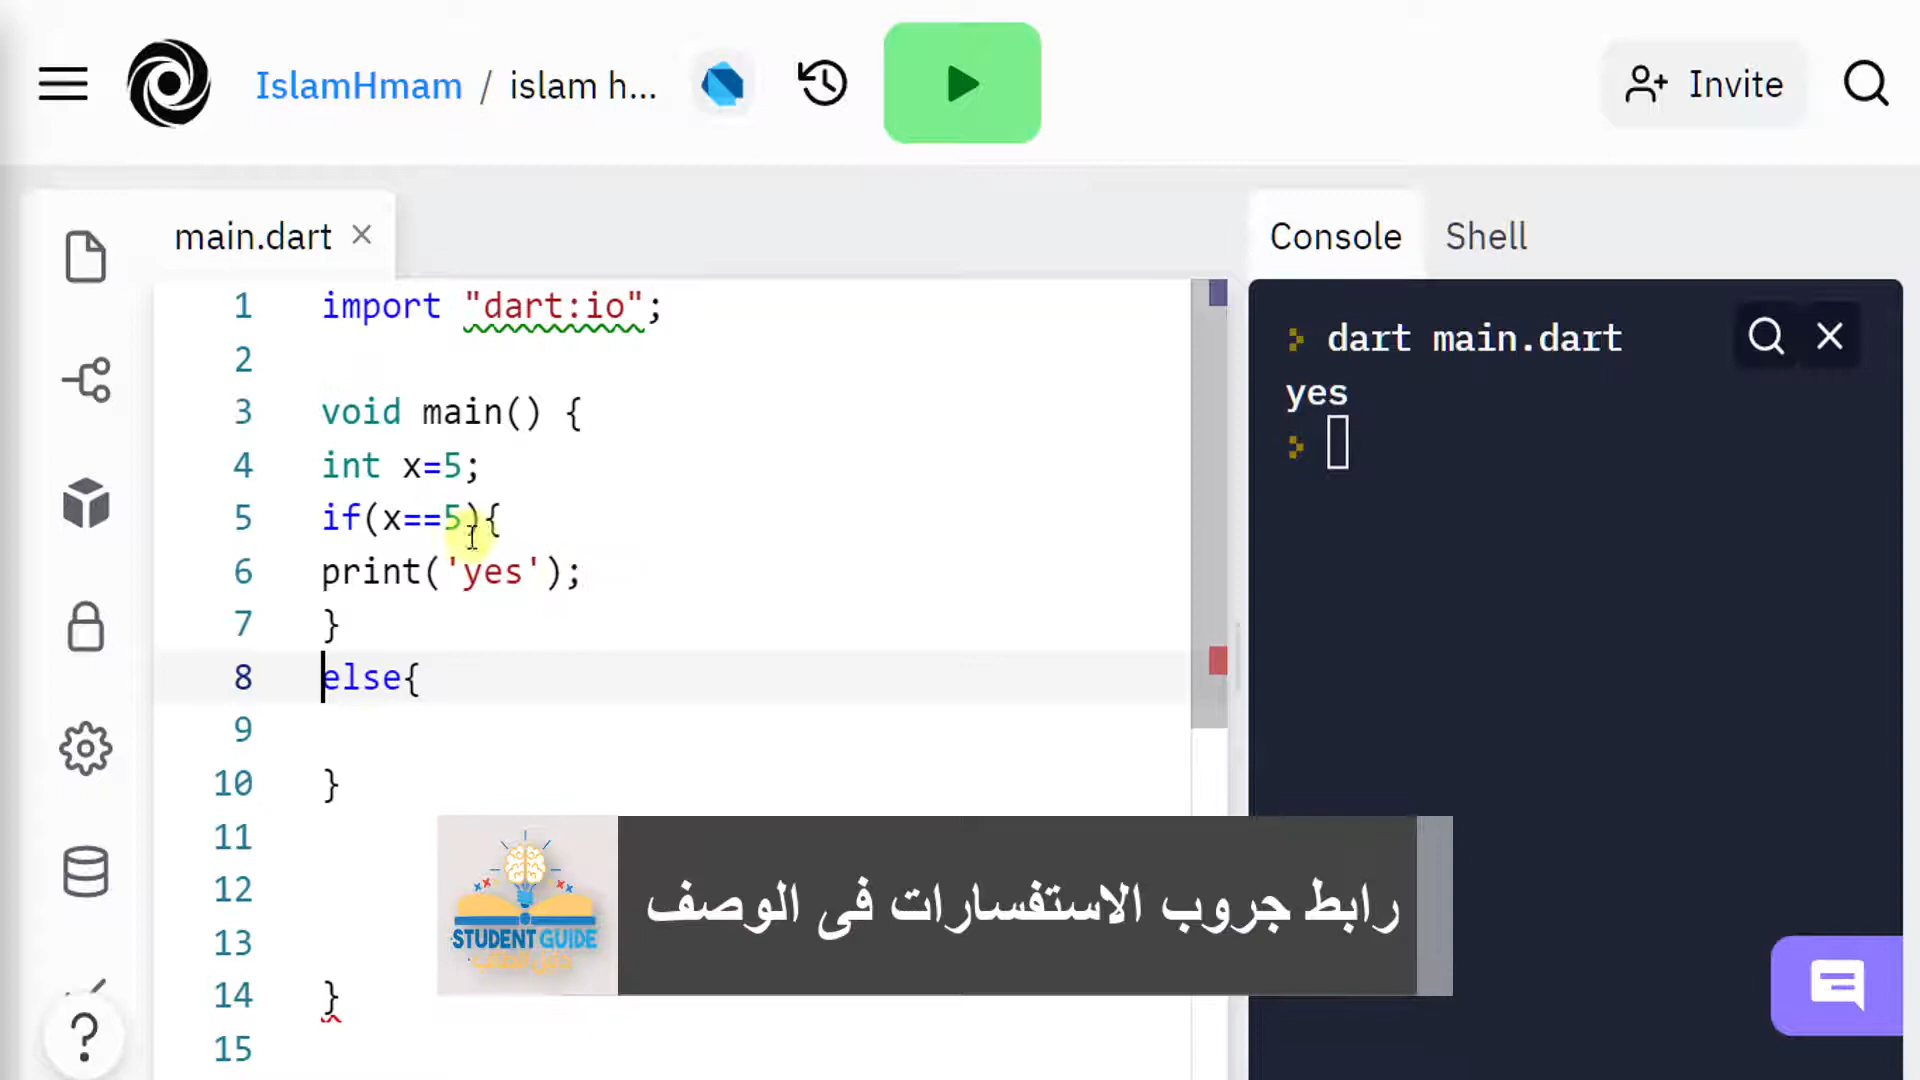 IslamHmam / islam h...
Invite
main.dart
Console
Shell
1 import "dart:io";
2
3 void main() {
4 int x=5;
5 if(x==5){
6 print('yes');
7 }
8 else{
9
10 }
11
12
13
14 }
15
dart main.dart
yes
STUDENT GUIDE
دليل الطالب
رابط جروب الاستفسارات فى الوصف
?